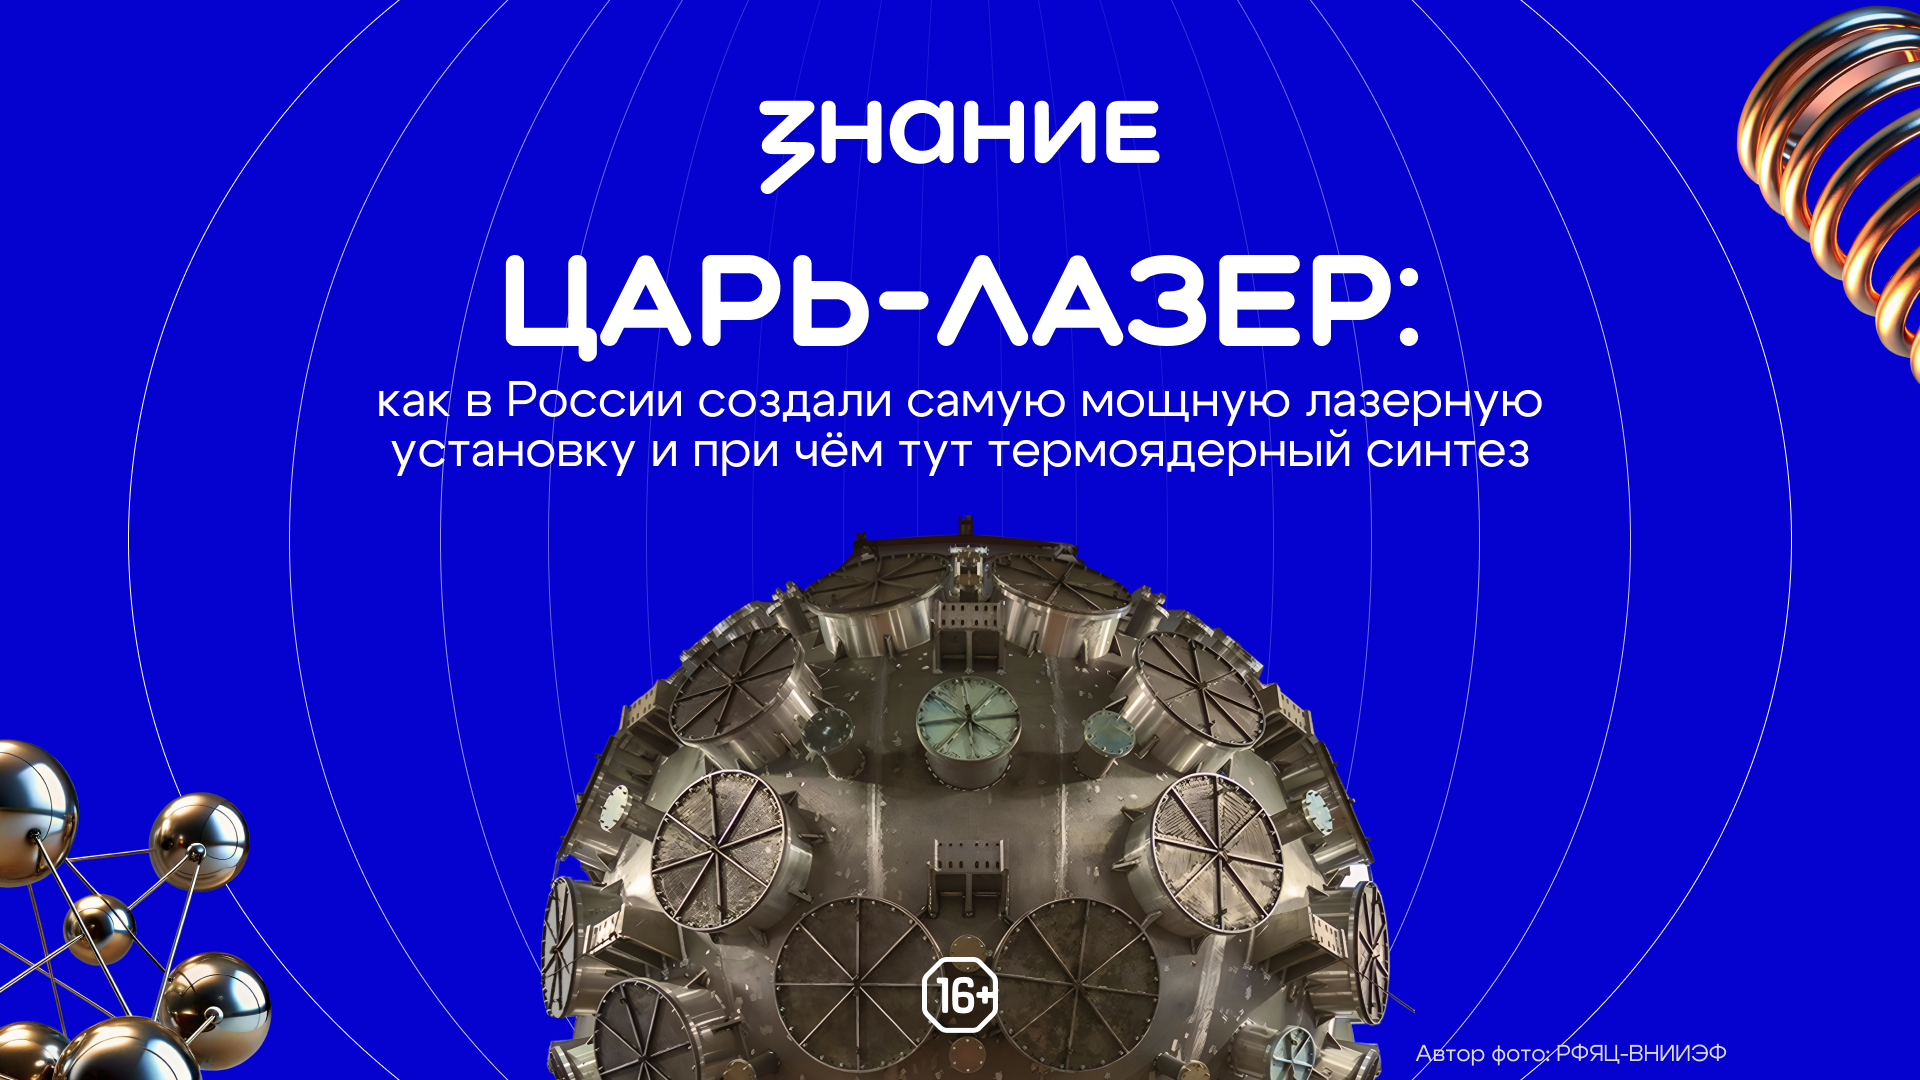 знание
ЦАРЬ-ЛАЗЕР:
как в России создали самую мощную лазерную
установку и при чём тут термоядерный синтез
16+
Автор фото: РФЯЦ-ВНИИЭФ